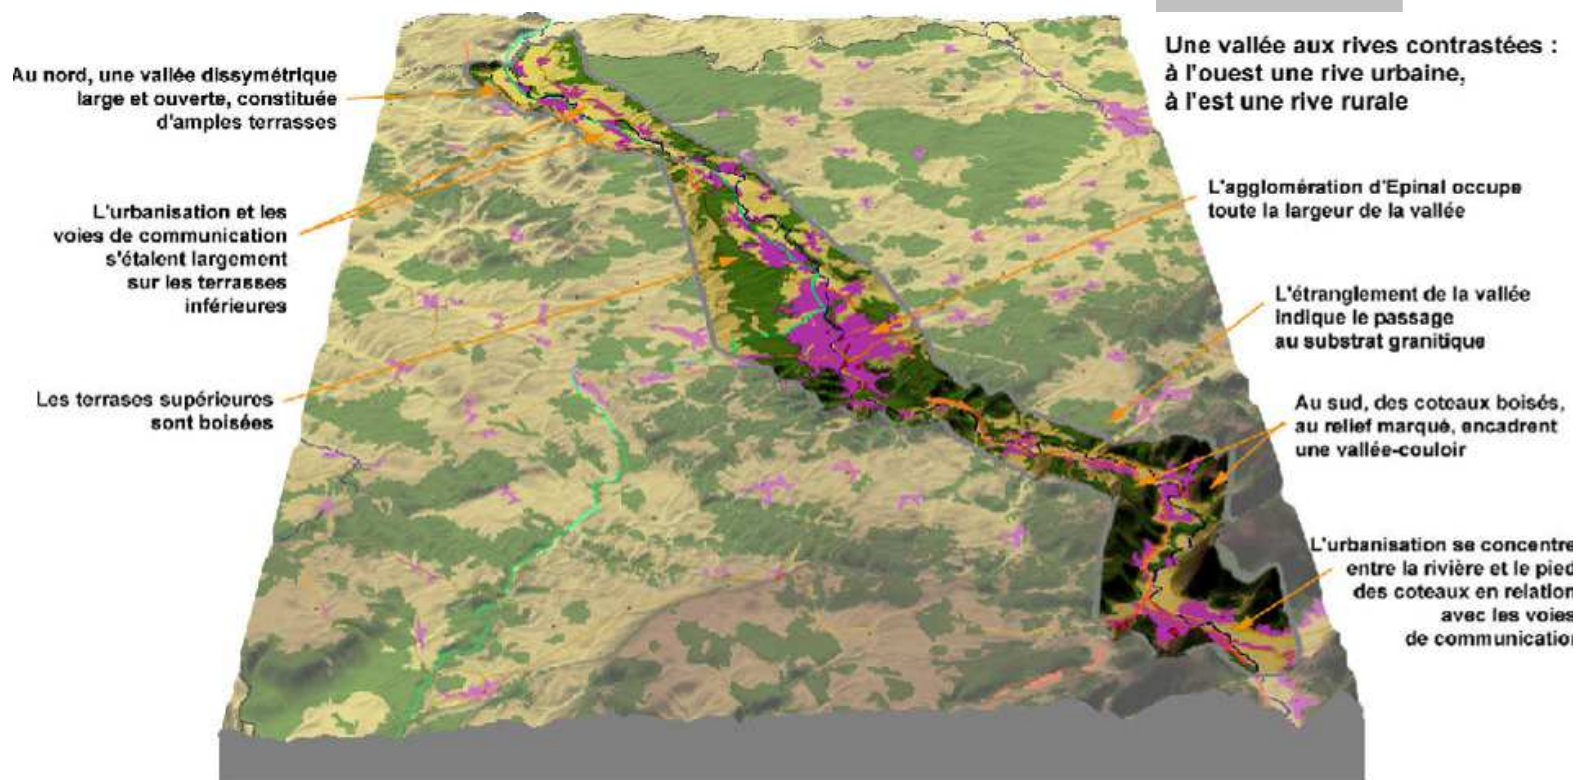 Une vallée aux rives contrastées :
à l'ouest une rive urbaine,
à l'est une rive rurale
Au nord, une vallée dissymétrique
large et ouverte, constituée
d'amples terrasses
L'urbanisation et les
voies de communication
s'étalent largement
sur les terrasses
inférieures
Les terrases supérieures
sont boisées
L'agglomération d'Epinal occupe
toute la largeur de la vallée
L'étranglement de la vallée
indique le passage
au substrat granitique
Au sud, des coteaux boisés,
au relief marqué, encadrent
une vallée-couloir
L'urbanisation se concentre
entre la rivière et le pied
des coteaux en relation
avec les voies
de communication